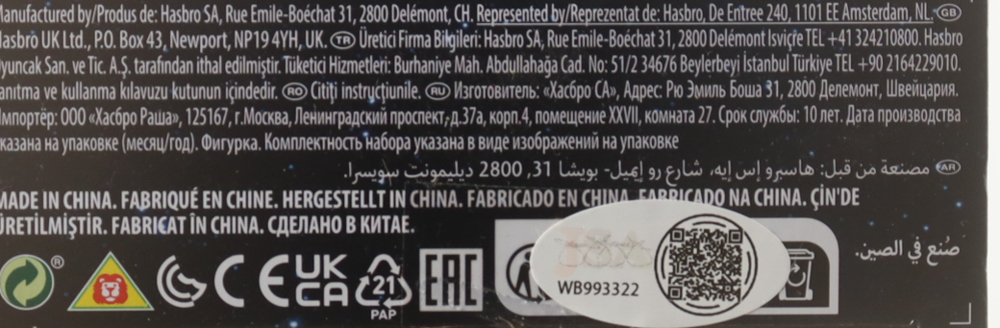 Manufactured by/Produs de: Hasbro SA, Rue Emile-Boéchat 31, 2800 Delémont, CH. Represented by/Reprezentat de: Hasbro, De Entree 240, 1101 EE Amsterdam, NL. GB
Hasbro UK Ltd., P.O. Box 43, Newport, NP19 4YH, UK. TR Üretici Firma Bilgileri: Hasbro SA, Rue Emile-Boéchat 31, 2800 Delémont İsviçre TEL +41 324210800. Hasbro
Oyuncak San. ve Tic. A.Ş. tarafından ithal edilmiştir. Tüketici Hizmetleri: Burhaniye Mah. Abdullahağa Cad. No: 51/2 34676 Beylerbeyi İstanbul Türkiye TEL +90 2164229010.
Tanıtma ve kullanma kılavuzu kutunun içindedir. RO Citiți instrucțiunile. RU Изготовитель: «Хасбро СА», Адрес: Рю Эмиль Боша 31, 2800 Делемонт, Швейцария.
Импортёр: ООО «Хасбро Раша», 125167, г.Москва, Ленинградский проспект, д.37а, корп.4, помещение XXVII, комната 27. Срок службы: 10 лет. Дата производства
указана на упаковке (месяц/год). Фигурка. Комплектность набора указана в виде изображений на упаковке
AR مصنعة من قبل: هاسبرو إس إيه، شارع رو إميل- بويشا 31, 2800 ديليمونت سويسرا.
MADE IN CHINA. FABRIQUÉ EN CHINE. HERGESTELLT IN CHINA. FABRICADO EN CHINA. FABRICADO NA CHINA. ÇİN'DE
ÜRETİLMİŞTİR. FABRICAT ÎN CHINA. СДЕЛАНО В КИТАЕ.
صُنع في الصين.
® CE UK CA 21 PAP EAC
WB993322